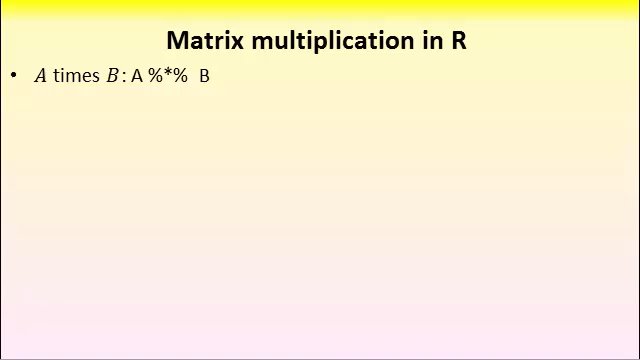 Matrix multiplication in R
• A times B: A %*% B